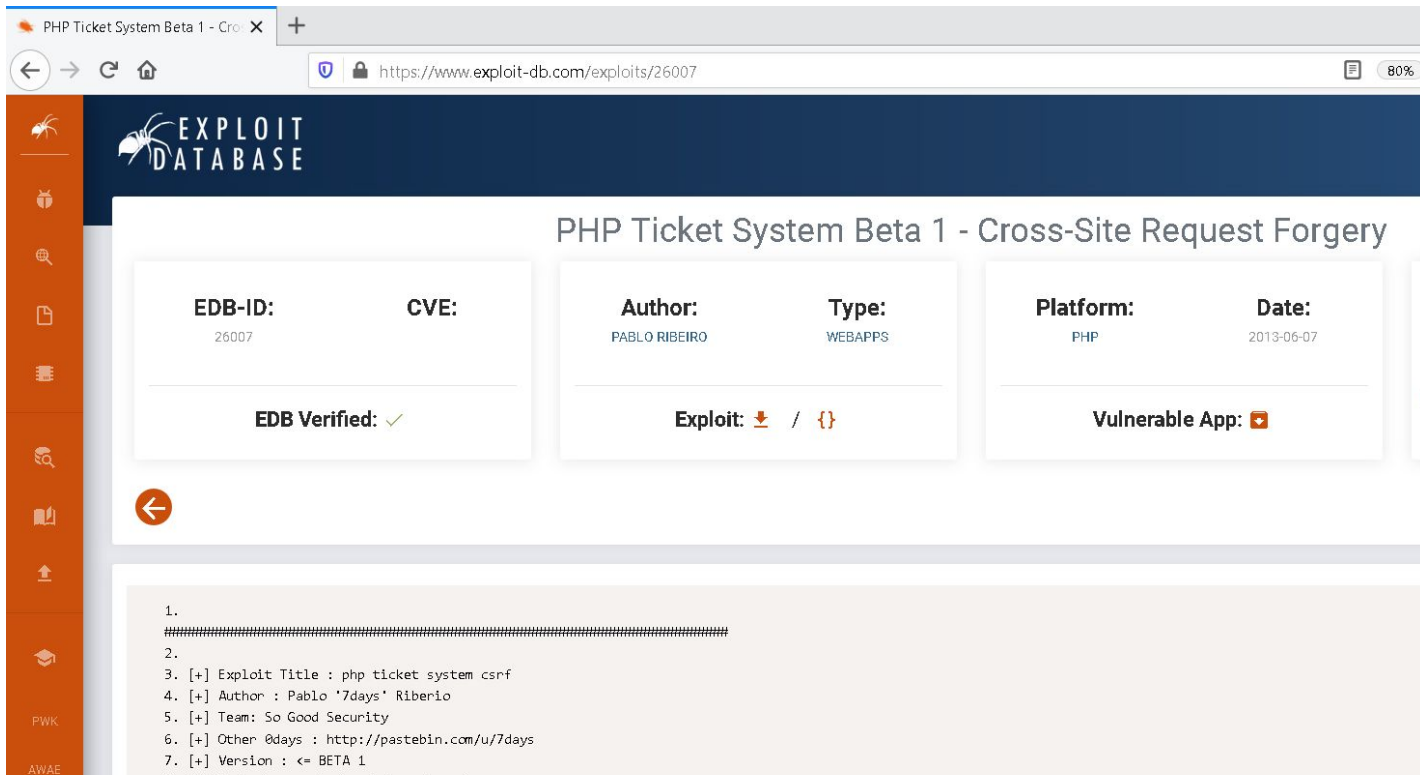 PHP Ticket System Beta 1 - Cro
https://www.exploit-db.com/exploits/26007
80%
EXPLOIT
DATABASE
PHP Ticket System Beta 1 - Cross-Site Request Forgery
EDB-ID:
26007
CVE:
Author:
PABLO RIBEIRO
Type:
WEBAPPS
Platform:
PHP
Date:
2013-06-07
EDB Verified:
Exploit: / {}
Vulnerable App:
PWK
AWAE
1.
2.
3. [+] Exploit Title : php ticket system csrf
4. [+] Author : Pablo '7days' Riberio
5. [+] Team: So Good Security
6. [+] Other 0days : http://pastebin.com/u/7days
7. [+] Version : <= BETA 1